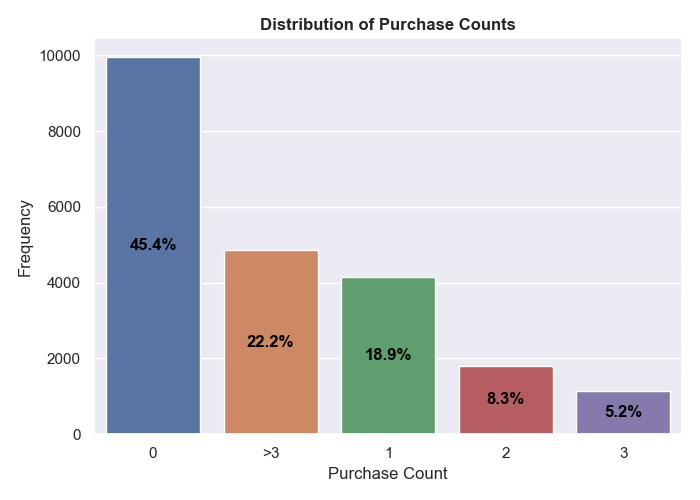 Distribution of Purchase Counts
10000
8000
6000
4000
2000
0
Frequency
45.4%
22.2%
18.9%
8.3%
5.2%
0 >3 1 2 3
Purchase Count